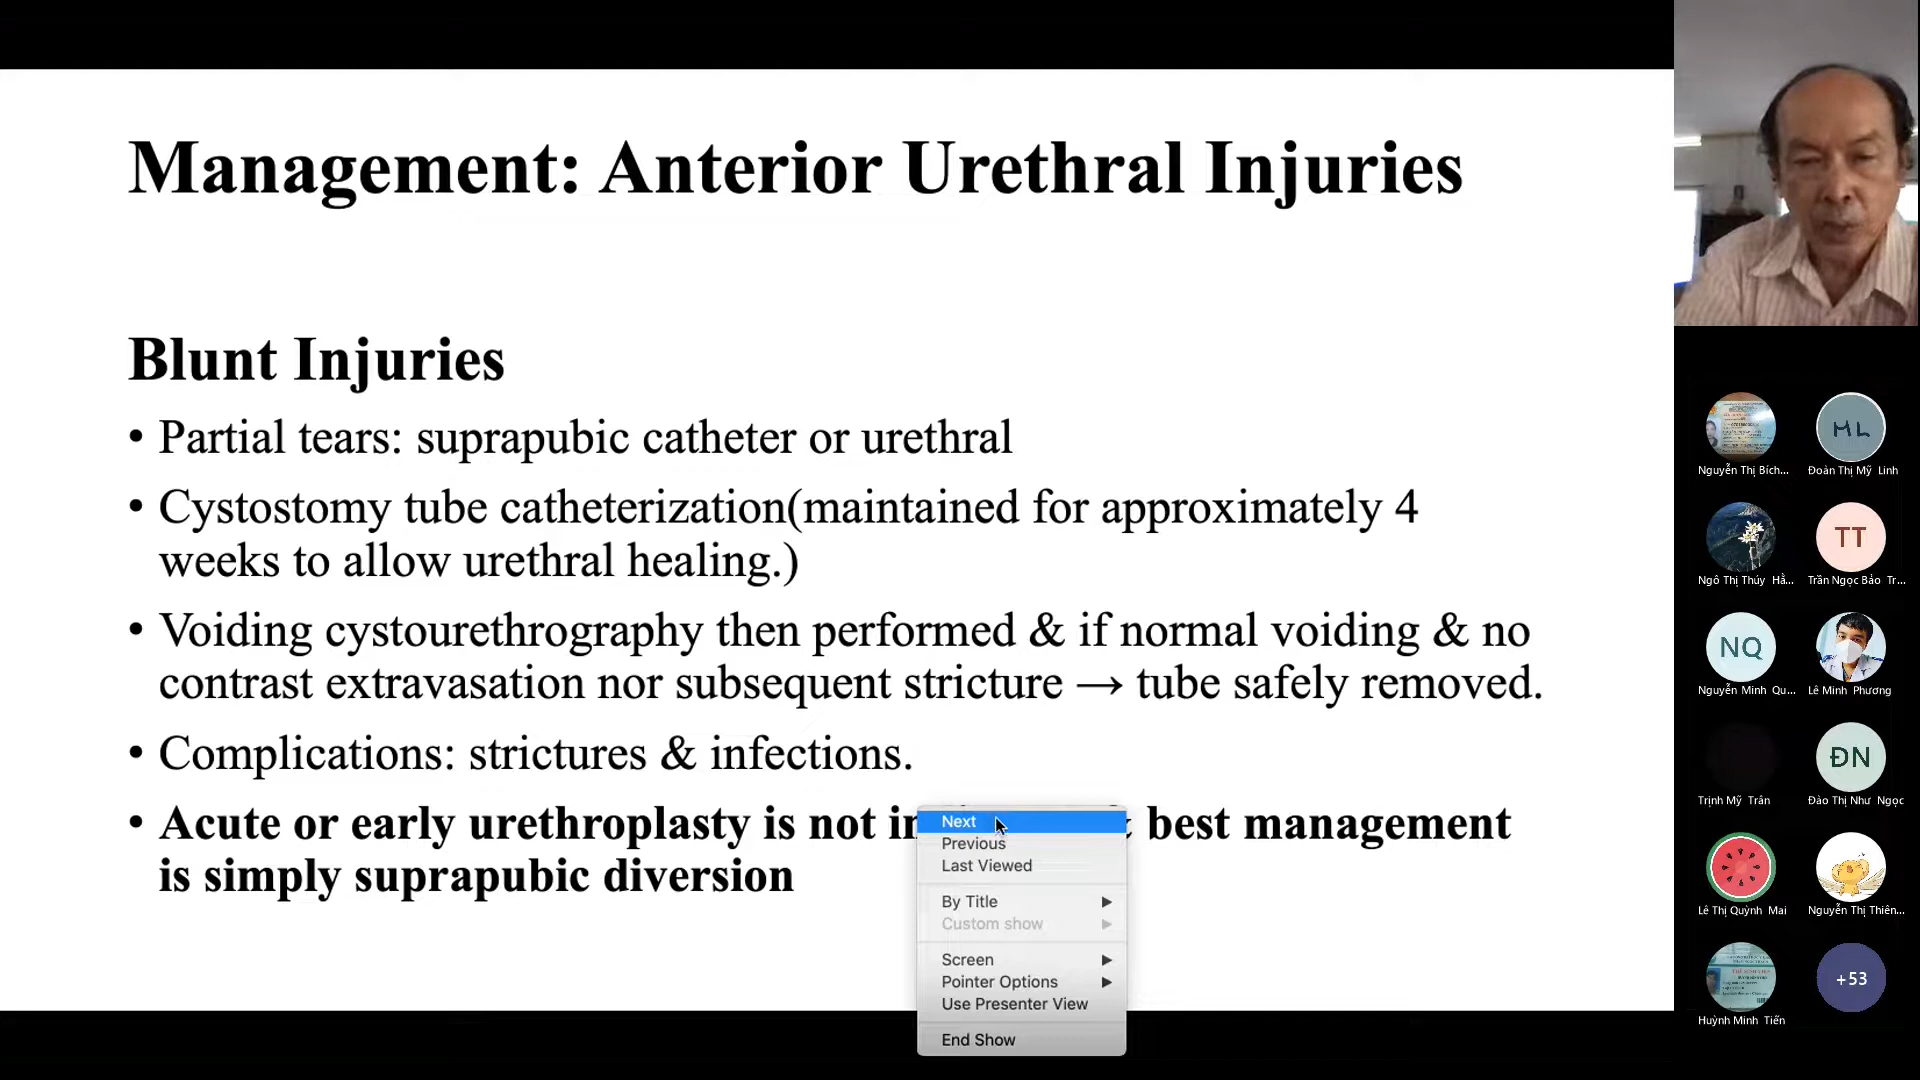 Management: Anterior Urethral Injuries
Blunt Injuries
• Partial tears: suprapubic catheter or urethral
• Cystostomy tube catheterization(maintained for approximately 4
weeks to allow urethral healing.)
• Voiding cystourethrography then performed & if normal voiding & no
contrast extravasation nor subsequent stricture → tube safely removed.
• Complications: strictures & infections.
• Acute or early urethroplasty is not best management
is simply suprapubic diversion
Next
Previous
Last Viewed
By Title
Custom show
Screen
Pointer Options
Use Presenter View
End Show
Nguyễn Thị Bích...
ML
Đoàn Thị Mỹ Linh
Ngô Thị Thúy Hằ...
TT
Trần Ngọc Bảo Tr...
NQ
Nguyễn Minh Qu...
Lê Minh Phương
Trịnh Mỹ Trân
ĐN
Đào Thị Như Ngọc
Lê Thị Quỳnh Mai
Nguyễn Thị Thiên...
Huỳnh Minh Tiến
+53